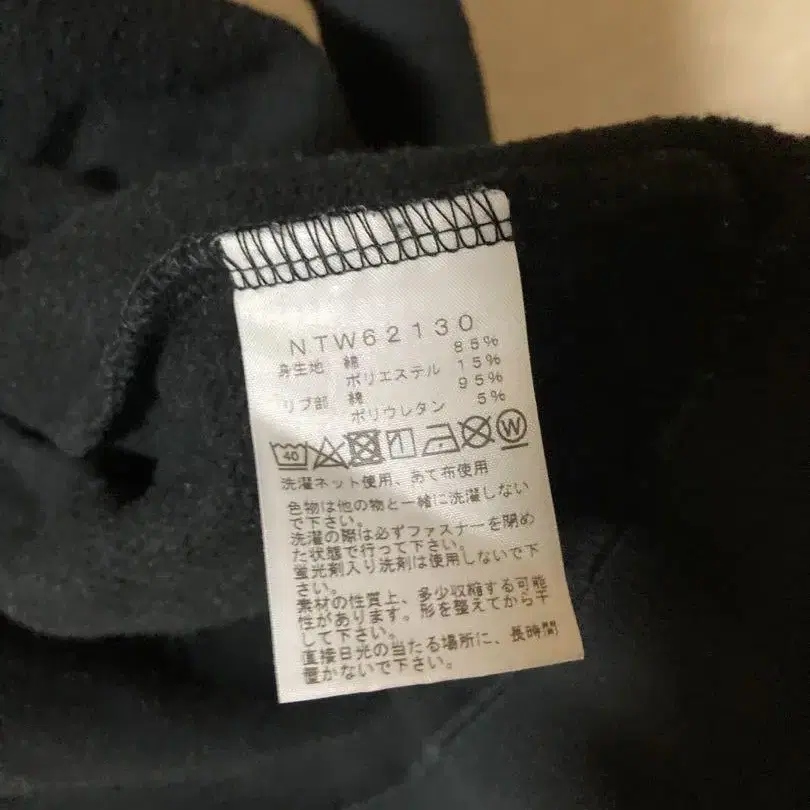 NTW62130
身生地 綿 85%
ポリエステル 15%
リブ部 綿 95%
ポリウレタン 5%
40 W
洗濯ネット使用、あて布使用
色物は他の物と一緒に洗濯しない
で下さい。
洗濯の際は必ずファスナーを閉め
た状態で行って下さい。
蛍光剤入り洗剤は使用しないで下
さい。
素材の性質上、多少収縮する可能
性があります。形を整えてから干
して下さい。
直接日光の当たる場所に、長時間
置かないで下さい。